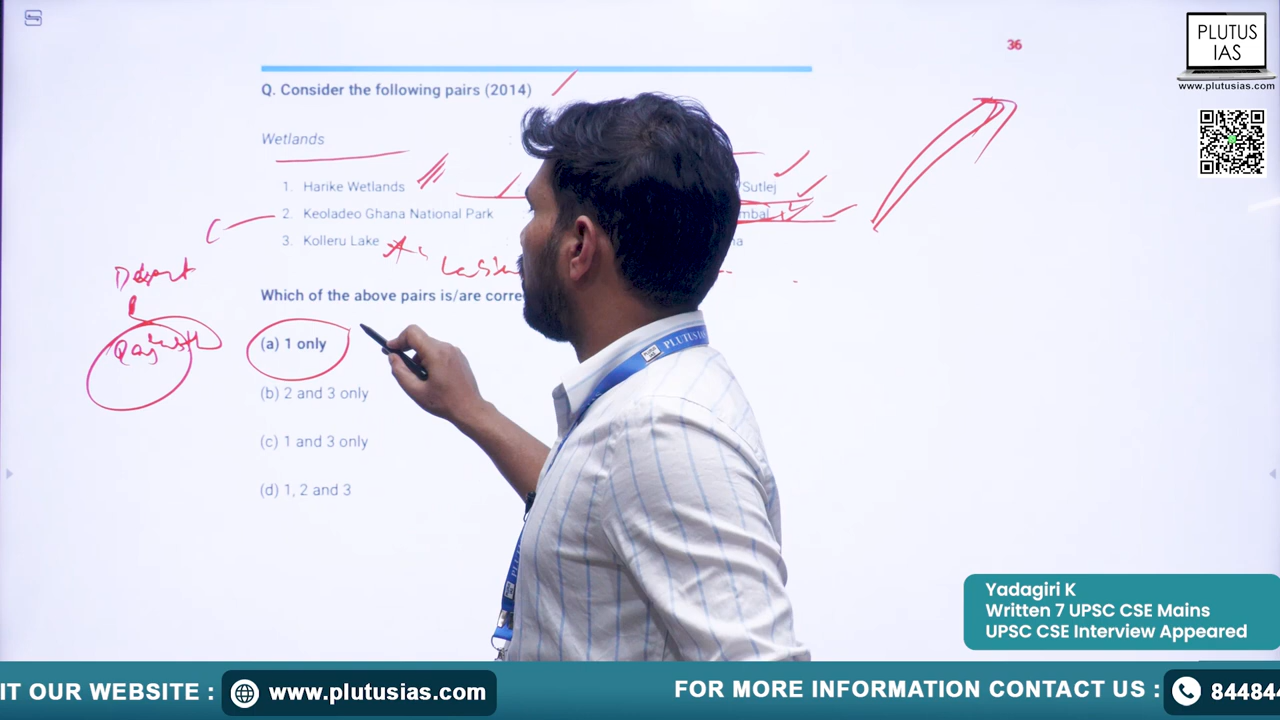 36
PLUTUS
IAS
www.plutusias.com
Q. Consider the following pairs (2014)
Wetlands :
1. Harike Wetlands Sutlej
2. Keoladeo Ghana National Park mbal
3. Kolleru Lake : na
Which of the above pairs is/are corre
(a) 1 only
(b) 2 and 3 only
(c) 1 and 3 only
(d) 1, 2 and 3
PLUTUSIAS
Yadagiri K
Written 7 UPSC CSE Mains
UPSC CSE Interview Appeared
IT OUR WEBSITE : www.plutusias.com FOR MORE INFORMATION CONTACT US : 84484